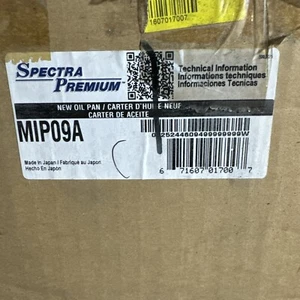 1607017007
SPECTRA
PREMIUM™
Technical Information
Informations techniques
Informaciones Tecnicas
NEW OIL PAN / CARTER D'HUILE-NEUF
CARTER DE ACEITE
MIP09A
Made in Japan / Fabriqué au Japon
Hecho En Japón
6 71607 01700 7